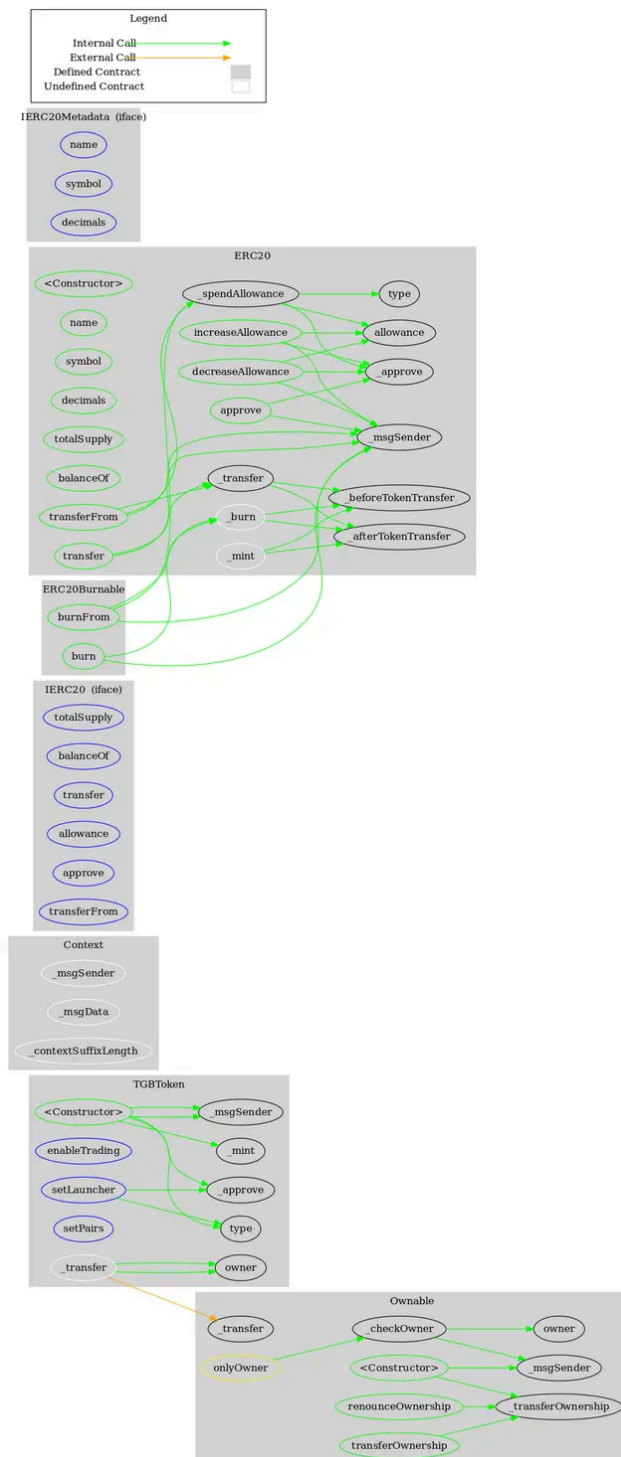 Legend
Internal Call
External Call
Defined Contract
Undefined Contract
IERC20Metadata (iface)
name
symbol
decimals
ERC20
<Constructor>
name
symbol
decimals
totalSupply
balanceOf
transferFrom
transfer
_spendAllowance
increaseAllowance
decreaseAllowance
approve
_transfer
_burn
_mint
type
allowance
_approve
_msgSender
_beforeTokenTransfer
_afterTokenTransfer
ERC20Burnable
burnFrom
burn
IERC20 (iface)
totalSupply
balanceOf
transfer
allowance
approve
transferFrom
Context
_msgSender
_msgData
_contextSuffixLength
TGBToken
<Constructor>
enableTrading
setLauncher
setPairs
_transfer
_msgSender
_mint
_approve
type
owner
_transfer
Ownable
onlyOwner
_checkOwner
<Constructor>
renounceOwnership
transferOwnership
owner
_msgSender
_transferOwnership